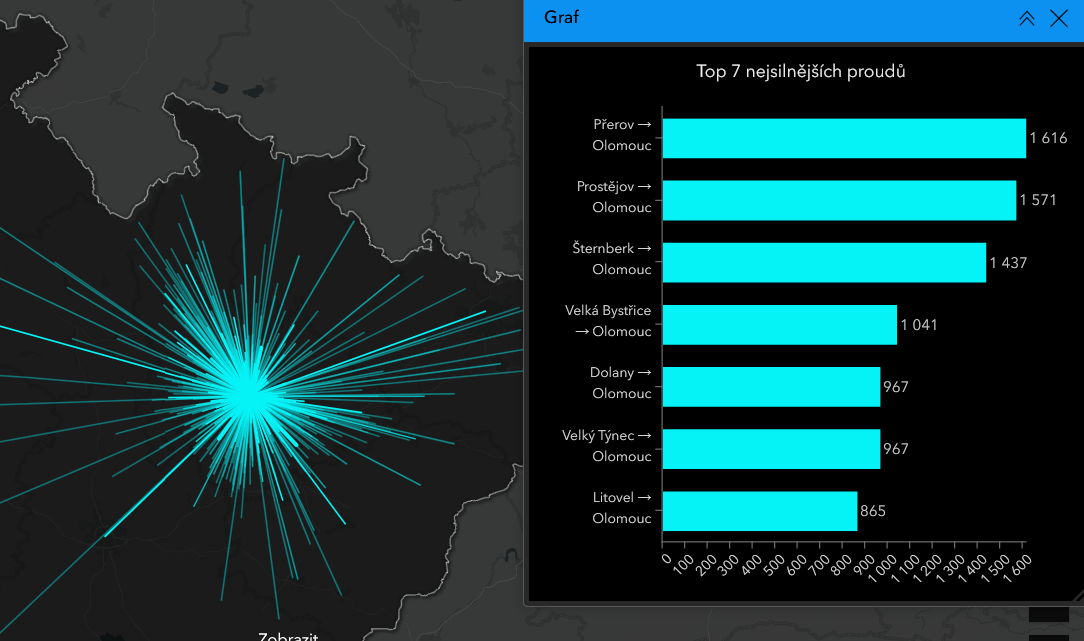 Graf
Top 7 nejsilnějších proudů
Přerov →
Olomouc
1 616
Prostějov →
Olomouc
1 571
Šternberk →
Olomouc
1 437
Velká Bystřice
→ Olomouc
1 041
Dolany →
Olomouc
967
Velký Týnec →
Olomouc
967
Litovel →
Olomouc
865
0
100
200
300
400
500
600
700
800
900
1 000
1 100
1 200
1 300
1 400
1 500
1 600
Zobrazit